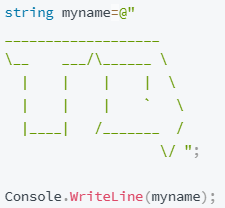 string myname=@"
___________________
\__    ___/\______ \
  |    |    |    |  \
  |    |    |    `   \
  |____|   /_______  /
                   \/ ";
Console.WriteLine(myname);